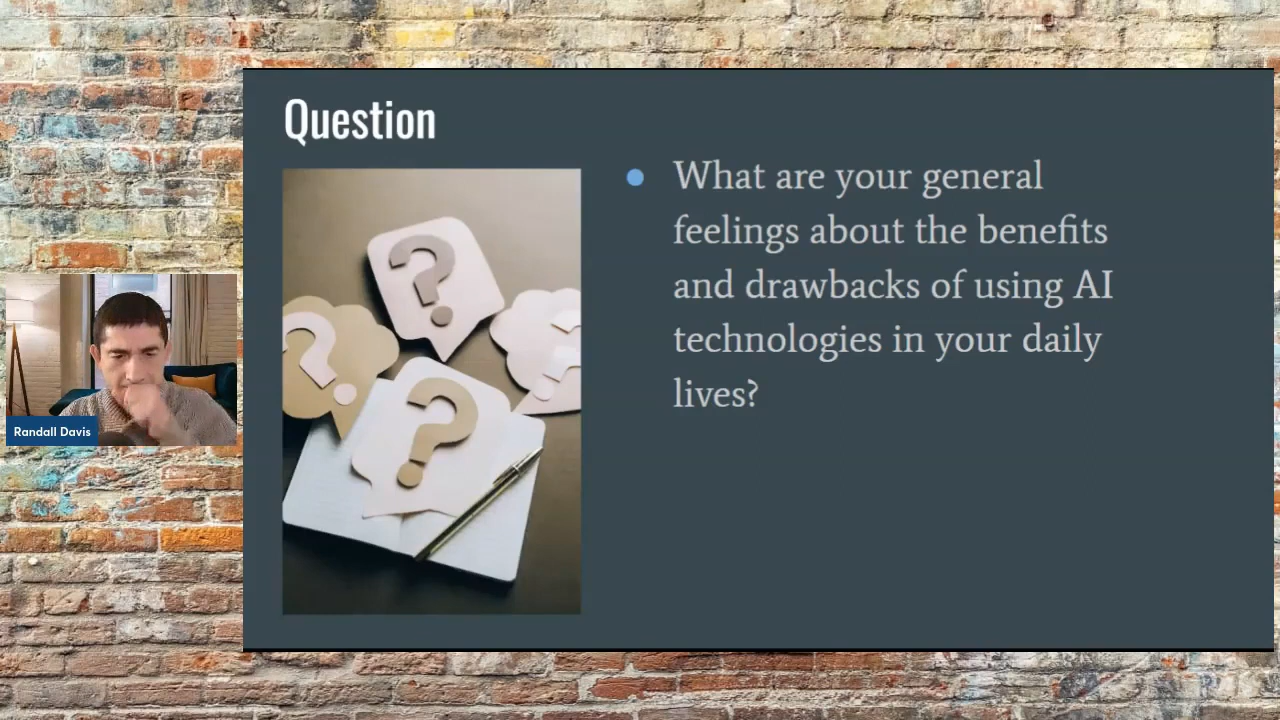 Question
What are your general
feelings about the benefits
and drawbacks of using AI
technologies in your daily
lives?
Randall Davis